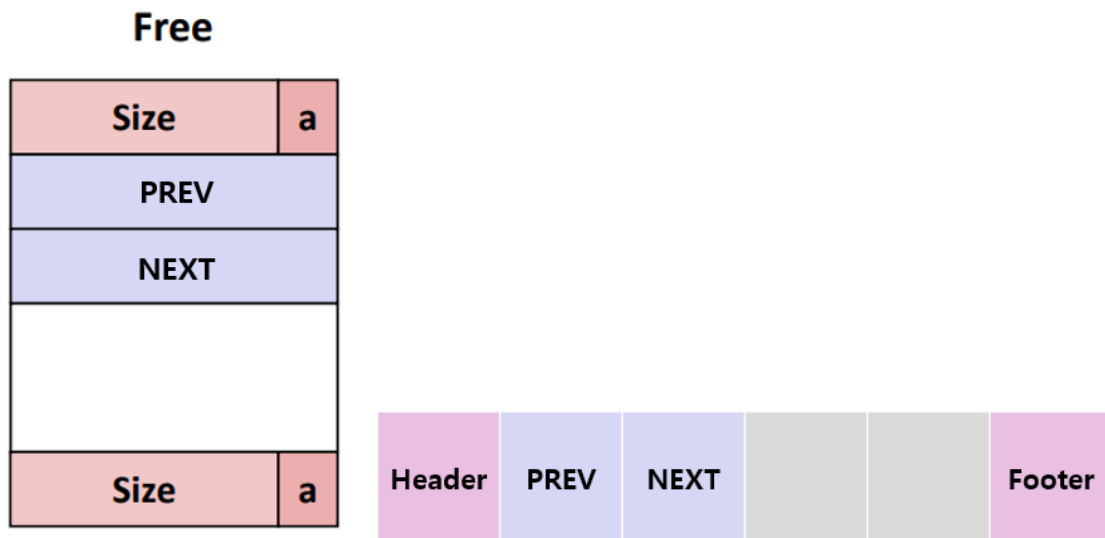 Free
Size a
PREV
NEXT
Size a
Header PREV NEXT Footer